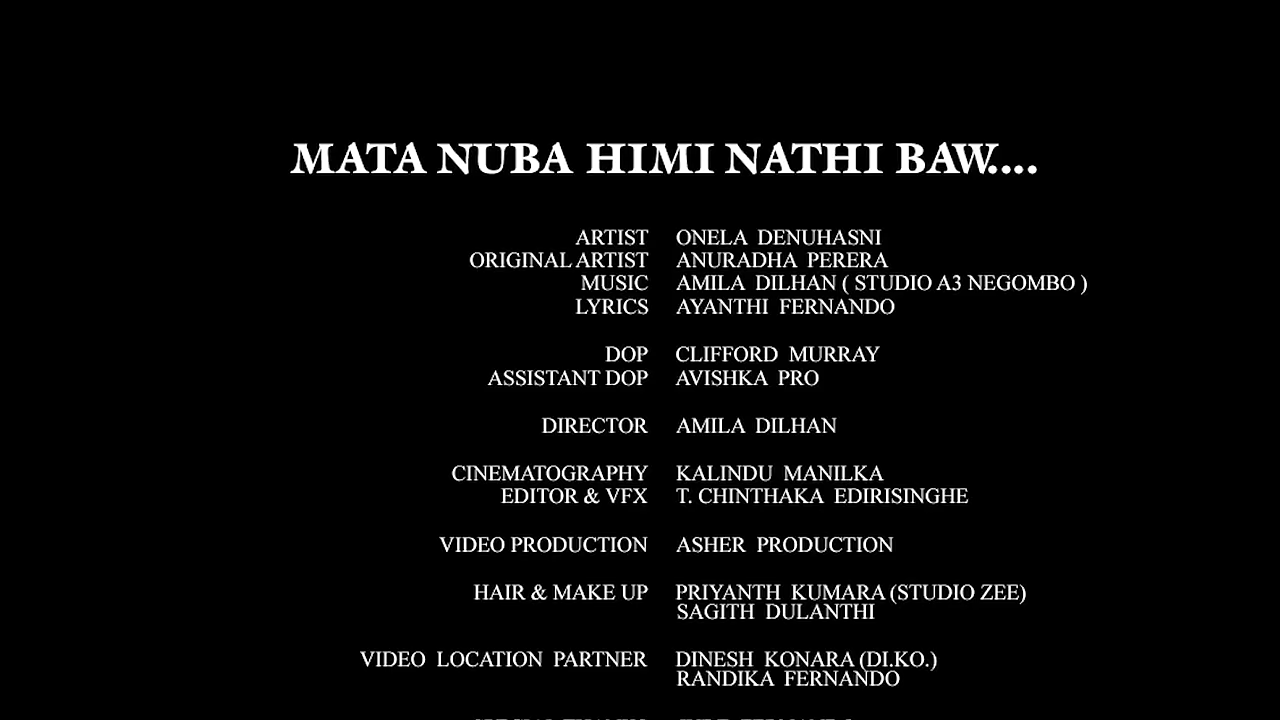 MATA NUBA HIMI NATHI BAW....
ARTIST ONELA DENUHASNI
ORIGINAL ARTIST ANURADHA PERERA
MUSIC AMILA DILHAN ( STUDIO A3 NEGOMBO )
LYRICS AYANTHI FERNANDO
DOP CLIFFORD MURRAY
ASSISTANT DOP AVISHKA PRO
DIRECTOR AMILA DILHAN
CINEMATOGRAPHY KALINDU MANILKA
EDITOR & VFX T. CHINTHAKA EDIRISINGHE
VIDEO PRODUCTION ASHER PRODUCTION
HAIR & MAKE UP PRIYANTH KUMARA (STUDIO ZEE)
SAGITH DULANTHI
VIDEO LOCATION PARTNER DINESH KONARA (DI.KO.)
RANDIKA FERNANDO